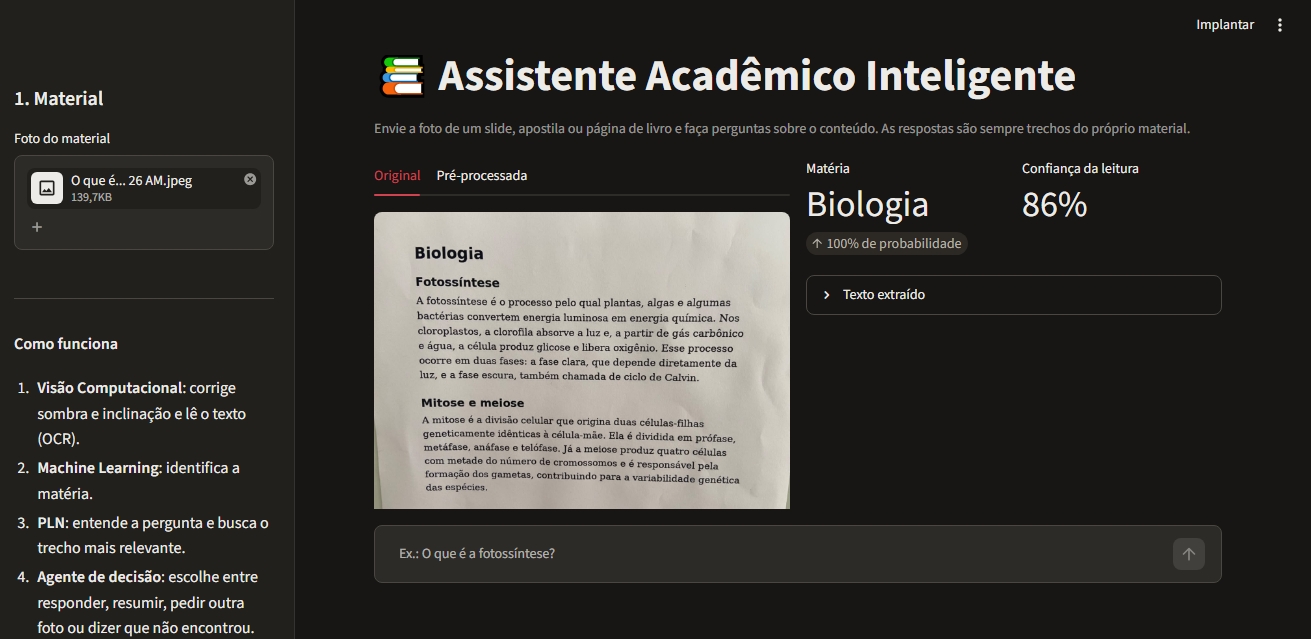 Implantar
1. Material
Foto do material
O que é... 26 AM.jpeg
139,7KB
Como funciona
1. Visão Computacional: corrige
sombra e inclinação e lê o texto
(OCR).
2. Machine Learning: identifica a
matéria.
3. PLN: entende a pergunta e busca o
trecho mais relevante.
4. Agente de decisão: escolhe entre
responder, resumir, pedir outra
foto ou dizer que não encontrou.
Assistente Acadêmico Inteligente
Envie a foto de um slide, apostila ou página de livro e faça perguntas sobre o conteúdo. As respostas são sempre trechos do próprio material.
Original
Pré-processada
Biologia
Fotossíntese
A fotossíntese é o processo pelo qual plantas, algas e algumas
bactérias convertem energia luminosa em energia química. Nos
cloroplastos, a clorofila absorve a luz e, a partir de gás carbônico
e água, a célula produz glicose e libera oxigênio. Esse processo
ocorre em duas fases: a fase clara, que depende diretamente da
luz, e a fase escura, também chamada de ciclo de Calvin.
Mitose e meiose
A mitose é a divisão celular que origina duas células-filhas
geneticamente idênticas à célula-mãe. Ela é dividida em prófase,
metáfase, anáfase e telófase. Já a meiose produz quatro células
com metade do número de cromossomos e é responsável pela
formação dos gametas, contribuindo para a variabilidade genética
das espécies.
Matéria
Biologia
↑ 100% de probabilidade
Confiança da leitura
86%
Texto extraído
Ex.: O que é a fotossíntese?